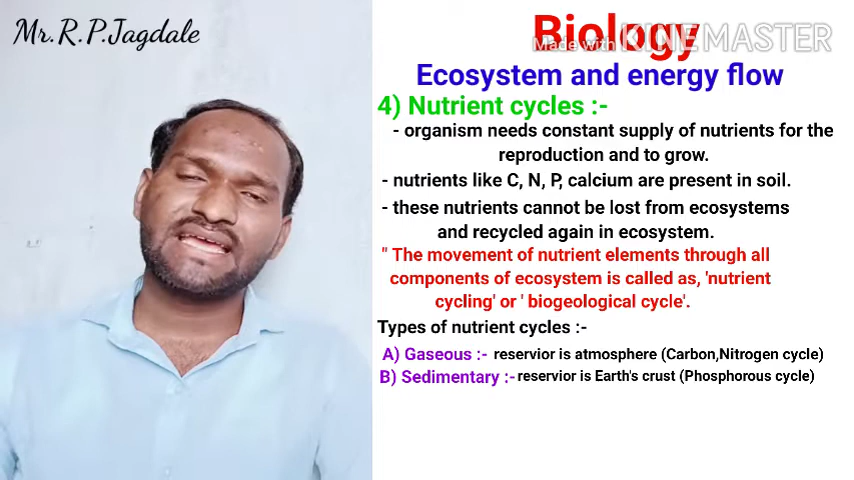 Mr.R.P.Jagdale
Biology
Made with KINEMASTER
Ecosystem and energy flow
4) Nutrient cycles :-
- organism needs constant supply of nutrients for the
reproduction and to grow.
- nutrients like C, N, P, calcium are present in soil.
- these nutrients cannot be lost from ecosystems
and recycled again in ecosystem.
" The movement of nutrient elements through all
components of ecosystem is called as, 'nutrient
cycling' or ' biogeological cycle'.
Types of nutrient cycles :-
A) Gaseous :- reservior is atmosphere (Carbon,Nitrogen cycle)
B) Sedimentary :- reservior is Earth's crust (Phosphorous cycle)